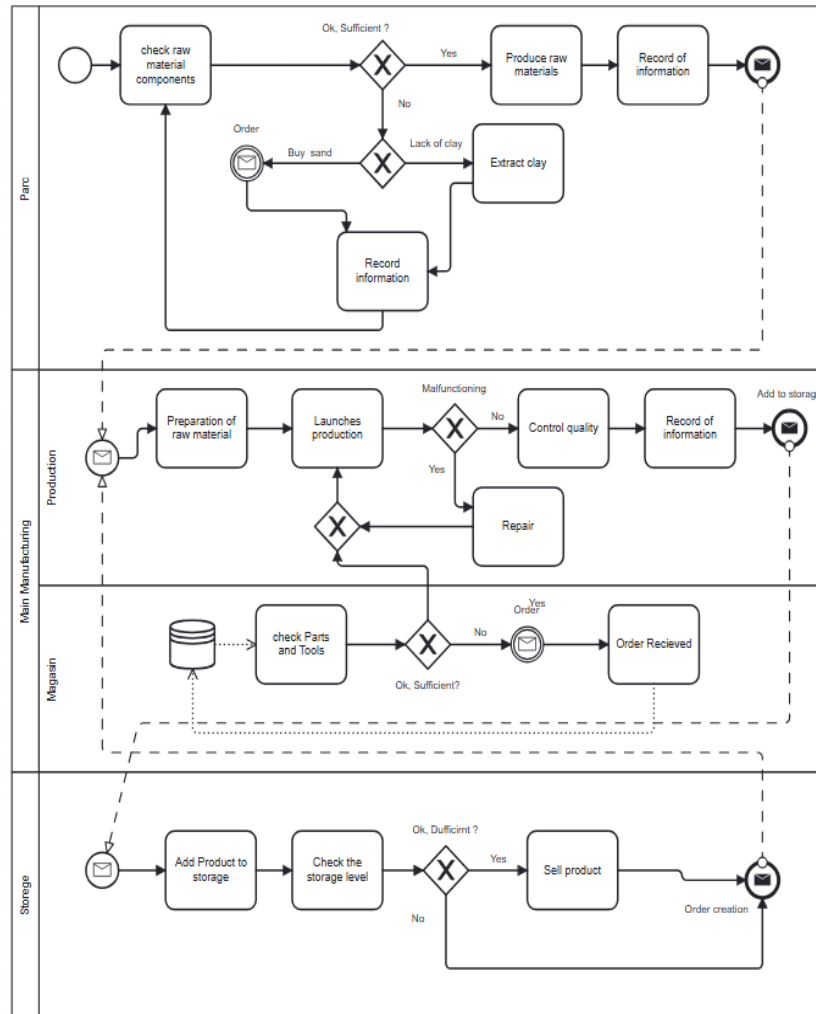 Ok, Sufficient ?
check raw
material
components
Yes
Produce raw
materials
Record of
information
No
Order
Buy sand
Lack of clay
Extract clay
Record
information
Parc
Main Manufacturing
Production
Malfunctioning
Add to storag
Preparation of
raw material
Launches
production
No
Control quality
Record of
information
Yes
Repair
Magasin
check Parts
and Tools
No
Yes
Order
Order Recieved
Ok, Sufficient?
Storege
Ok, Dufficirnt ?
Add Product to
storage
Check the
storage level
Yes
Sell product
No
Order creation